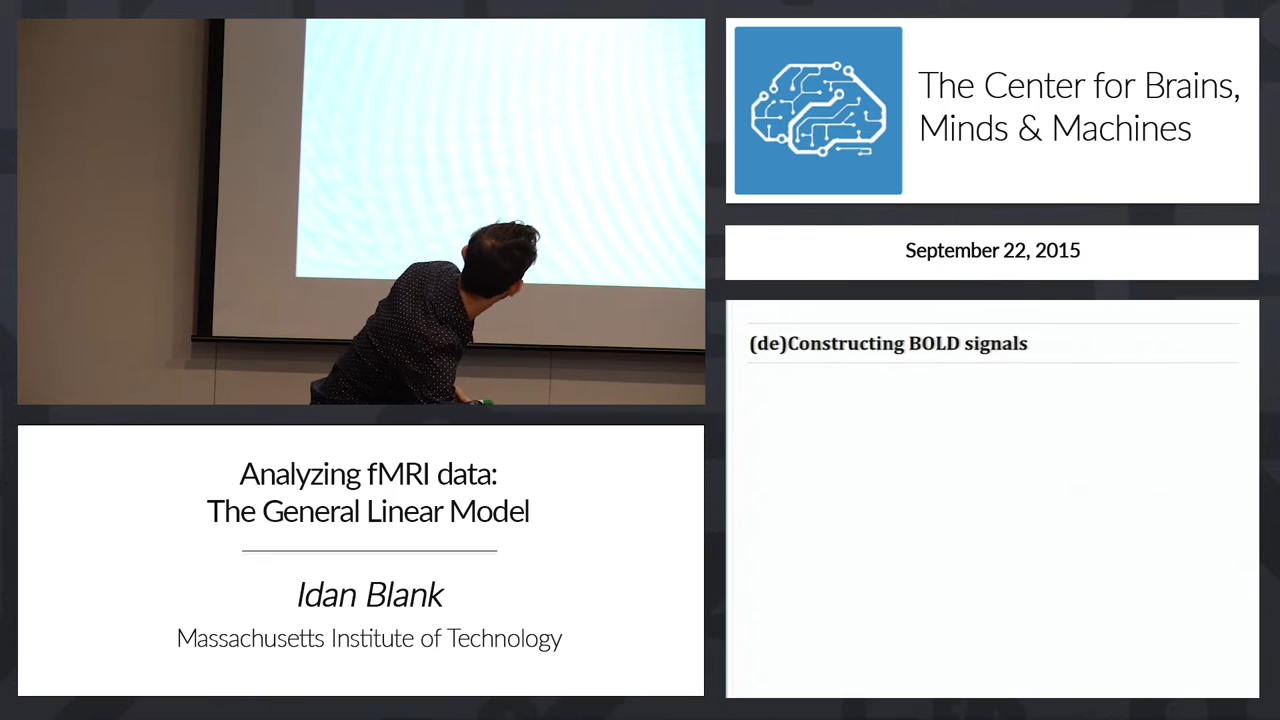 The Center for Brains,
Minds & Machines
September 22, 2015
(de)Constructing BOLD signals
Analyzing fMRI data:
The General Linear Model
Idan Blank
Massachusetts Institute of Technology